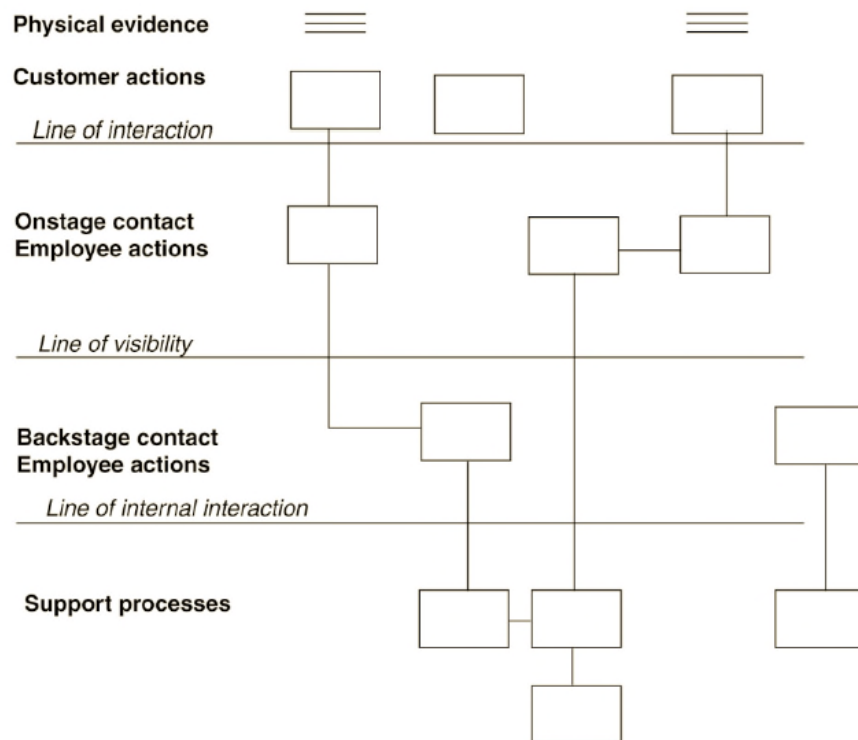 Physical evidence
Customer actions
Line of interaction
Onstage contact
Employee actions
Line of visibility
Backstage contact
Employee actions
Line of internal interaction
Support processes